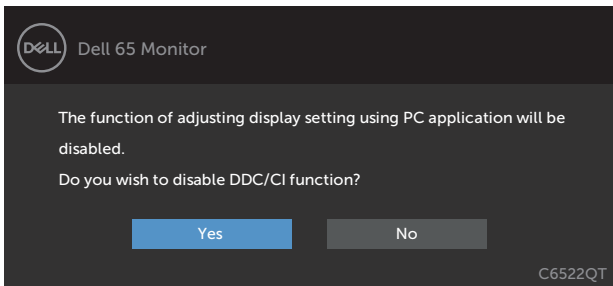 DELL
Dell 65 Monitor
The function of adjusting display setting using PC application will be
disabled.
Do you wish to disable DDC/CI function?
Yes
No
C6522QT